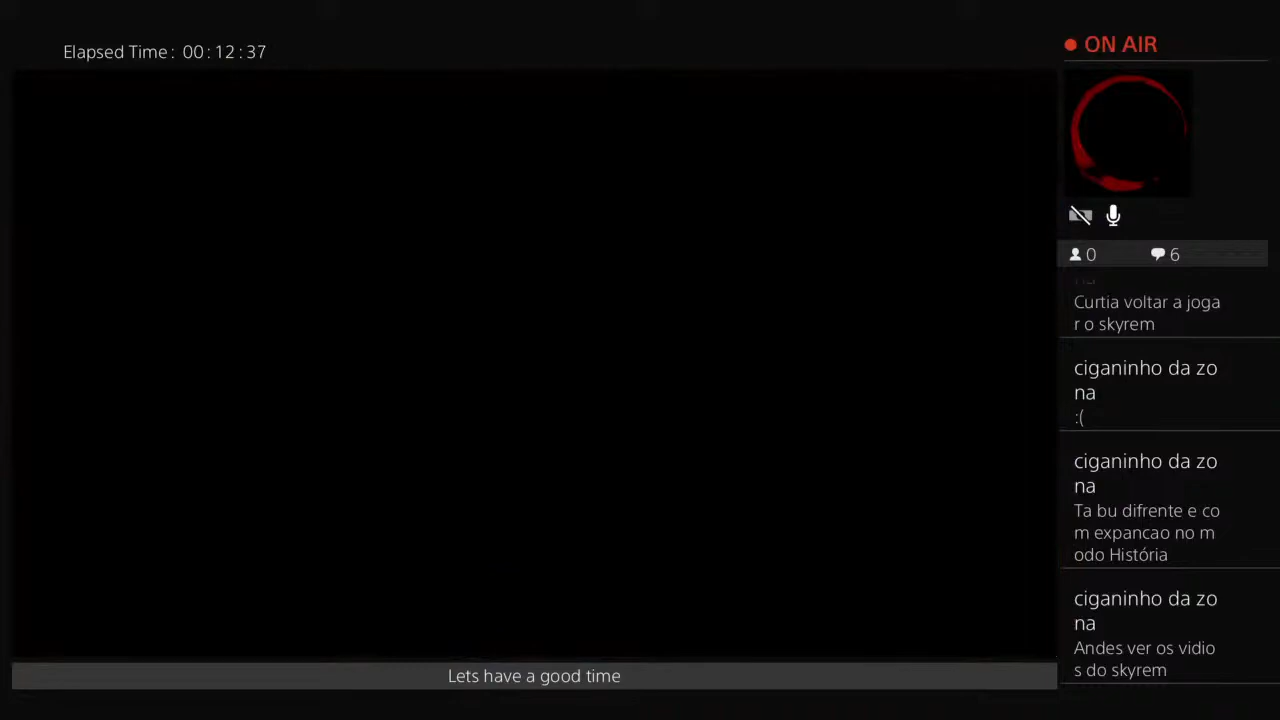 Elapsed Time: 00:12:37
ON AIR
0
6
Curtia voltar a joga
r o skyrem
ciganinho da zo
na
:(
ciganinho da zo
na
Ta bu difrente e co
m expancao no m
odo História
ciganinho da zo
na
Andes ver os vidio
s do skyrem
Lets have a good time